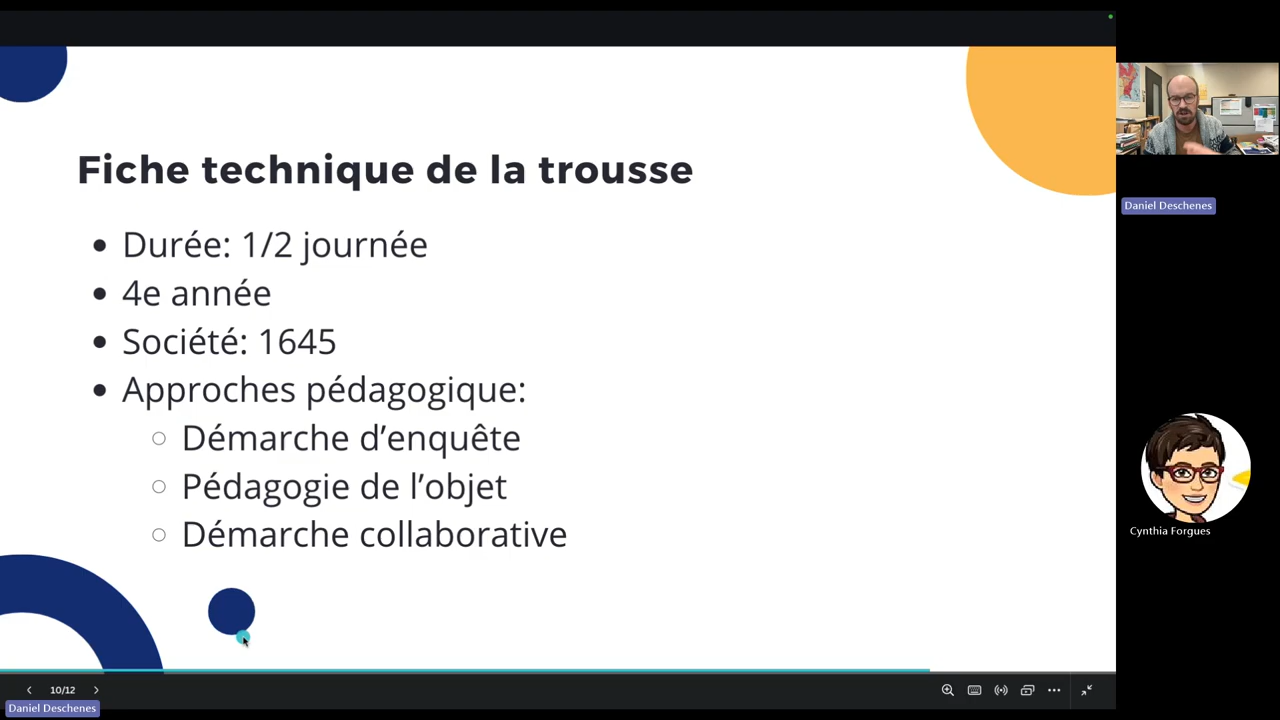 Fiche technique de la trousse
Durée: 1/2 journée
4e année
Société: 1645
Approches pédagogique:
Démarche d’enquête
Pédagogie de l’objet
Démarche collaborative
Daniel Deschenes
Cynthia Forgues
10/12
Daniel Deschenes